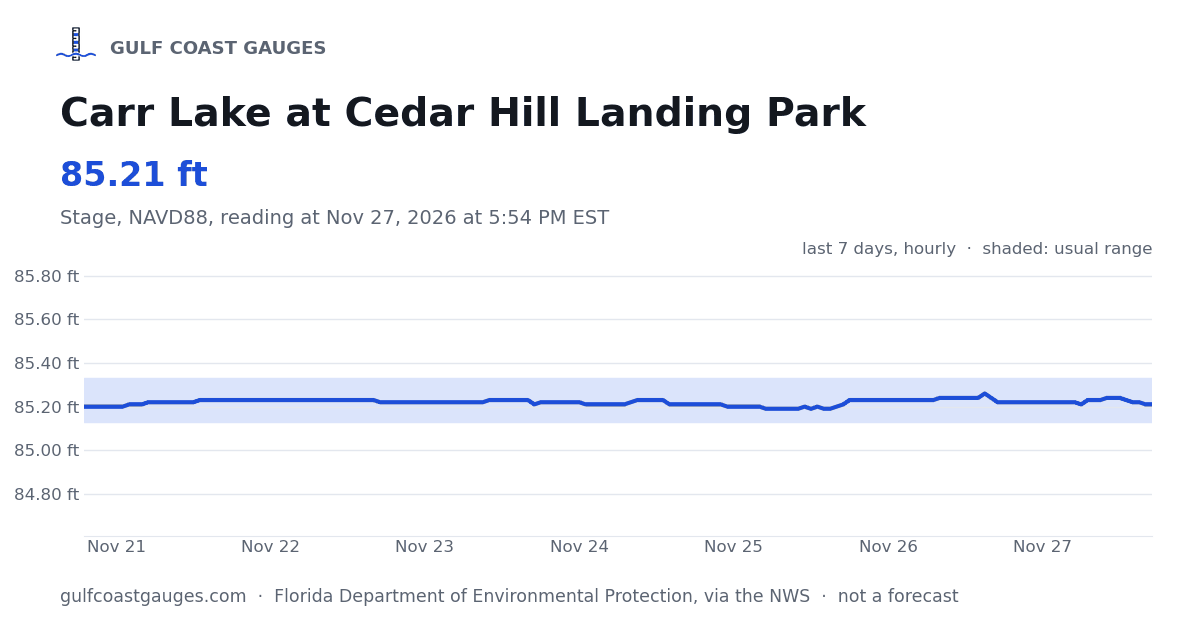 GULF COAST GAUGES
Carr Lake at Cedar Hill Landing Park
85.21 ft
Stage, NAVD88, reading at Nov 27, 2026 at 5:54 PM EST
last 7 days, hourly · shaded: usual range
85.80 ft
85.60 ft
85.40 ft
85.20 ft
85.00 ft
84.80 ft
Nov 21 Nov 22 Nov 23 Nov 24 Nov 25 Nov 26 Nov 27
gulfcoastgauges.com · Florida Department of Environmental Protection, via the NWS · not a forecast